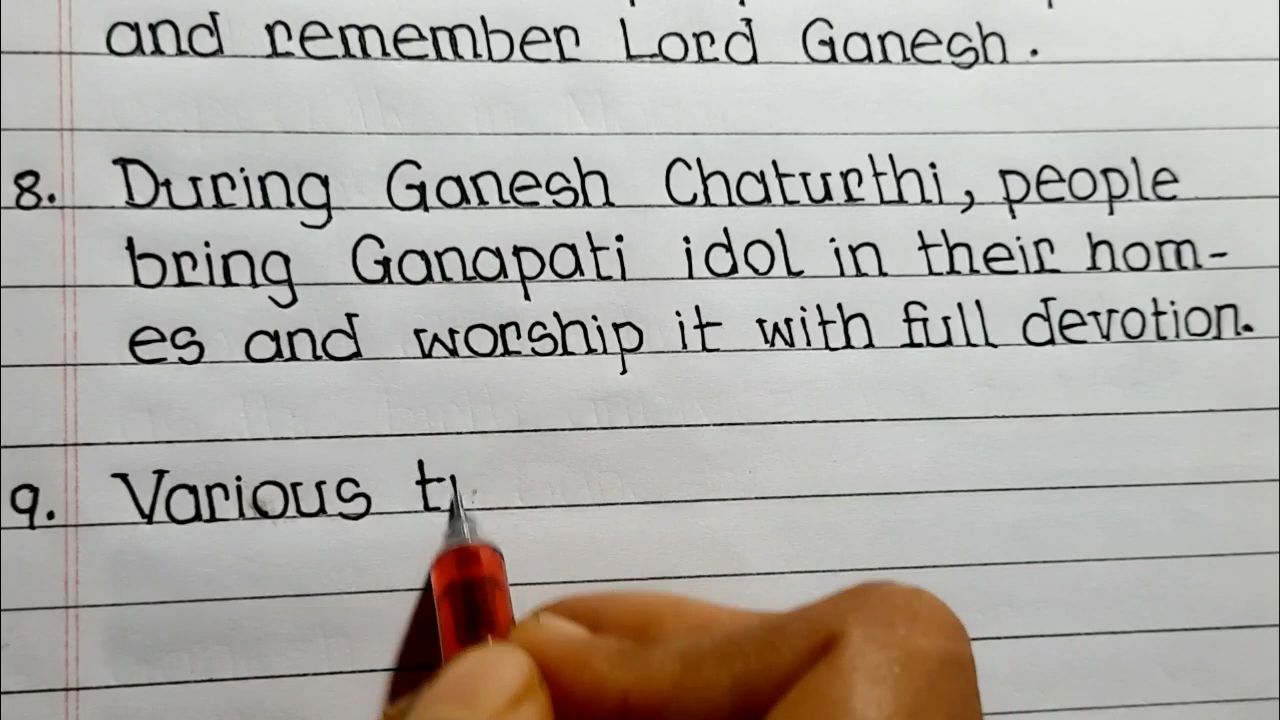 and remember Lord Ganesh.
8. During Ganesh Chaturthi, people
bring Ganapati idol in their hom-
es and worship it with full devotion.
9. Various